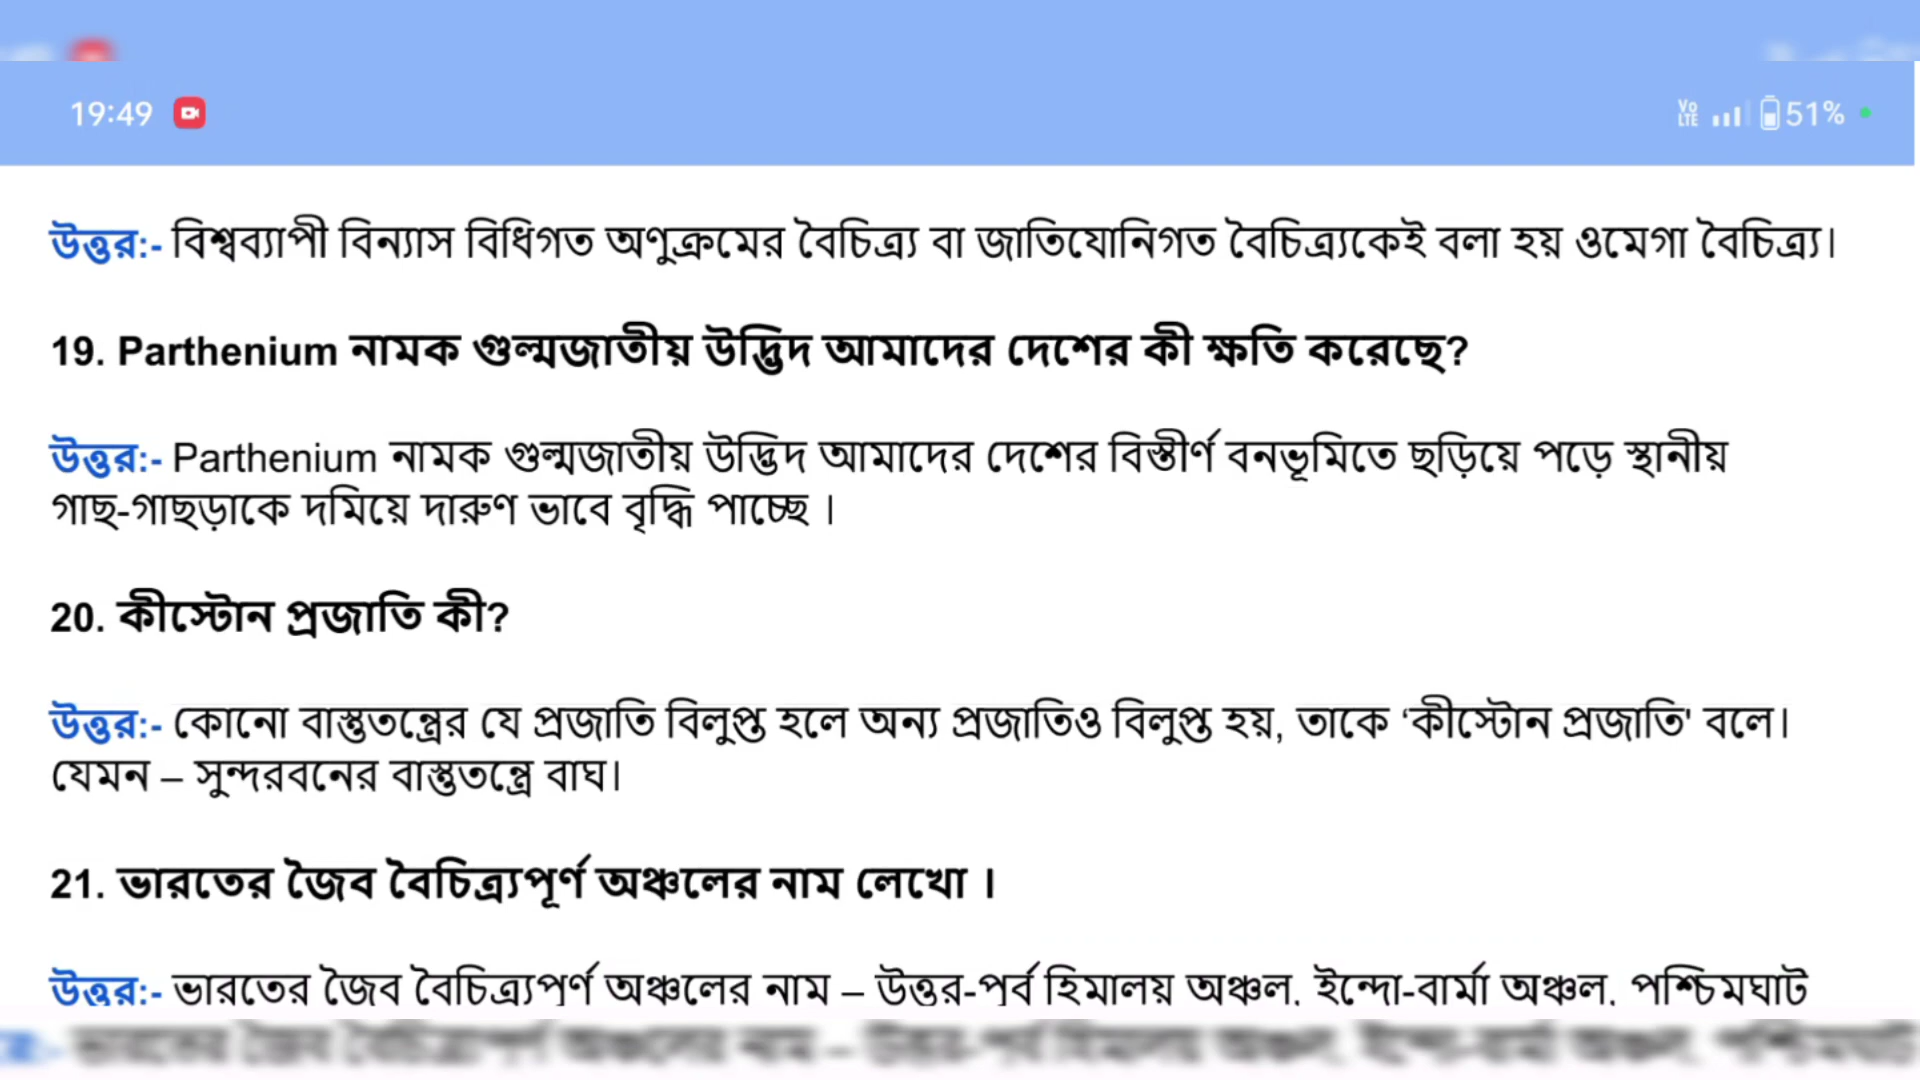 19:49
Vo LTE 51%
উত্তর:- বিশ্বব্যাপী বিন্যাস বিধিগত অণুক্রমের বৈচিত্র্য বা জাতিযোনিগত বৈচিত্র্যকেই বলা হয় ওমেগা বৈচিত্র্য।
19. Parthenium নামক গুল্মজাতীয় উদ্ভিদ আমাদের দেশের কী ক্ষতি করেছে?
উত্তর:- Parthenium নামক গুল্মজাতীয় উদ্ভিদ আমাদের দেশের বিস্তীর্ণ বনভূমিতে ছড়িয়ে পড়ে স্থানীয়
গাছ-গাছড়াকে দমিয়ে দারুণ ভাবে বৃদ্ধি পাচ্ছে ।
20. কীস্টোন প্রজাতি কী?
উত্তর:- কোনো বাস্তুতন্ত্রের যে প্রজাতি বিলুপ্ত হলে অন্য প্রজাতিও বিলুপ্ত হয়, তাকে ‘কীস্টোন প্রজাতি' বলে।
যেমন – সুন্দরবনের বাস্তুতন্ত্রে বাঘ।
21. ভারতের জৈব বৈচিত্র্যপূর্ণ অঞ্চলের নাম লেখো ।
উত্তর:- ভারতের জৈব বৈচিত্র্যপূর্ণ অঞ্চলের নাম – উত্তর-পূর্ব হিমালয় অঞ্চল, ইন্দো-বার্মা অঞ্চল, পশ্চিমঘাট